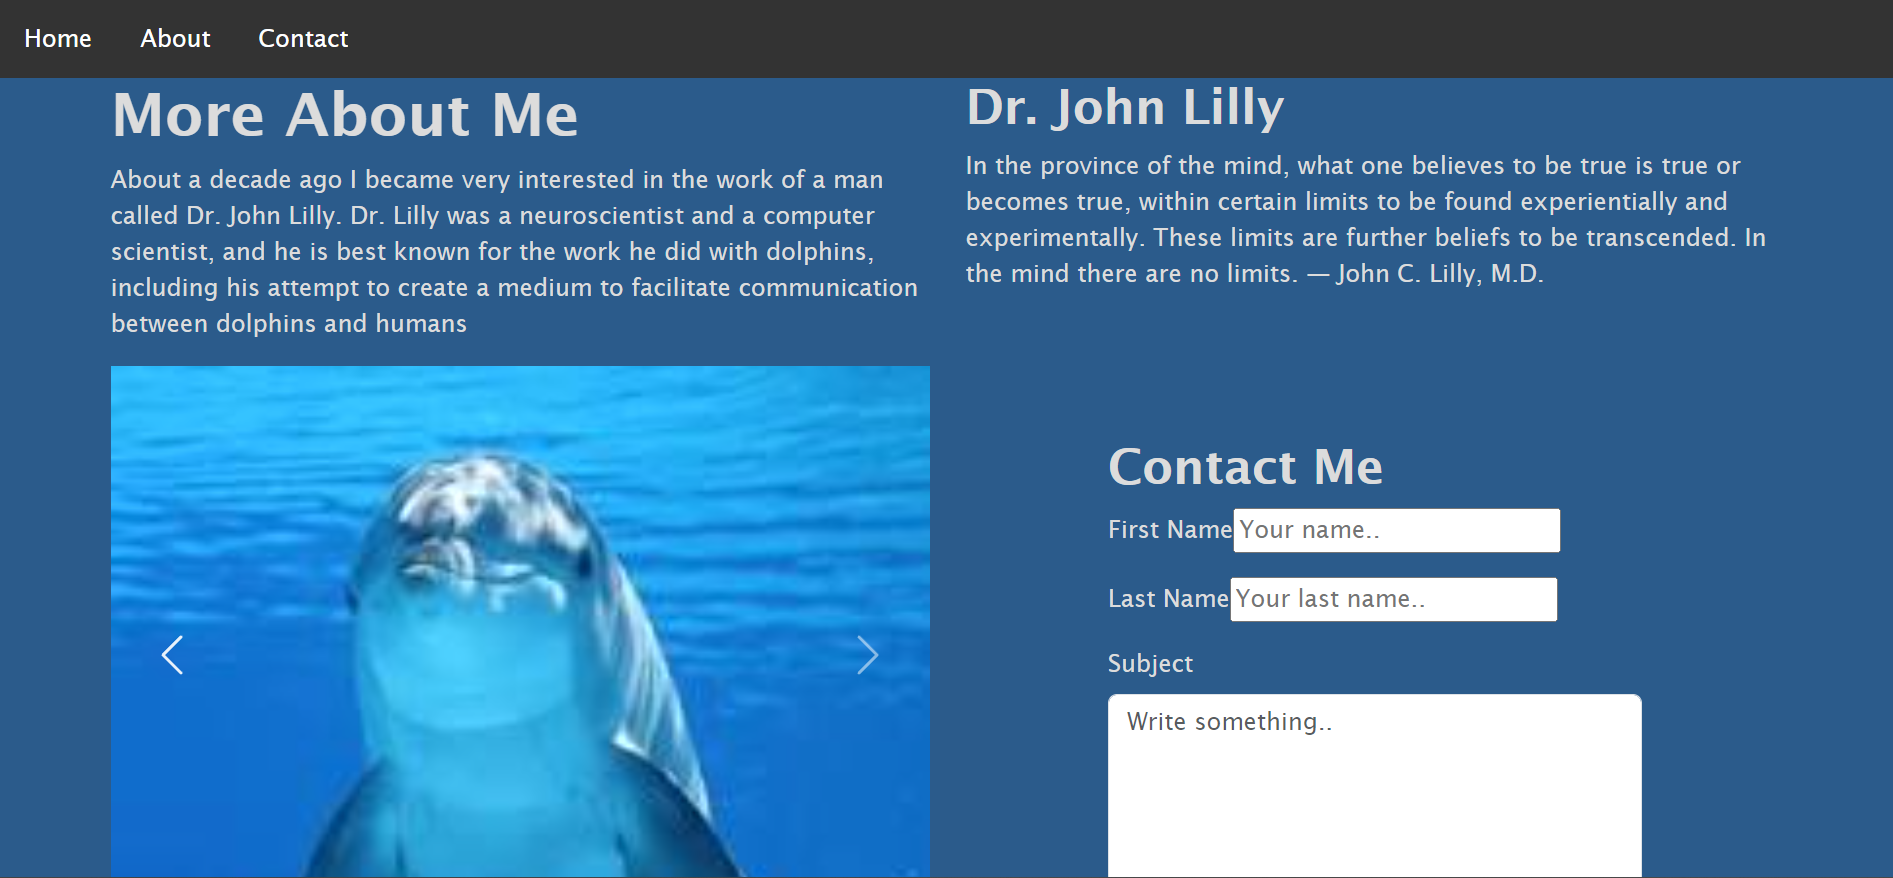 Home About Contact
More About Me
About a decade ago I became very interested in the work of a man
called Dr. John Lilly. Dr. Lilly was a neuroscientist and a computer
scientist, and he is best known for the work he did with dolphins,
including his attempt to create a medium to facilitate communication
between dolphins and humans
Dr. John Lilly
In the province of the mind, what one believes to be true is true or
becomes true, within certain limits to be found experientially and
experimentally. These limits are further beliefs to be transcended. In
the mind there are no limits. — John C. Lilly, M.D.
Contact Me
First Name Your name..
Last Name Your last name..
Subject
Write something..